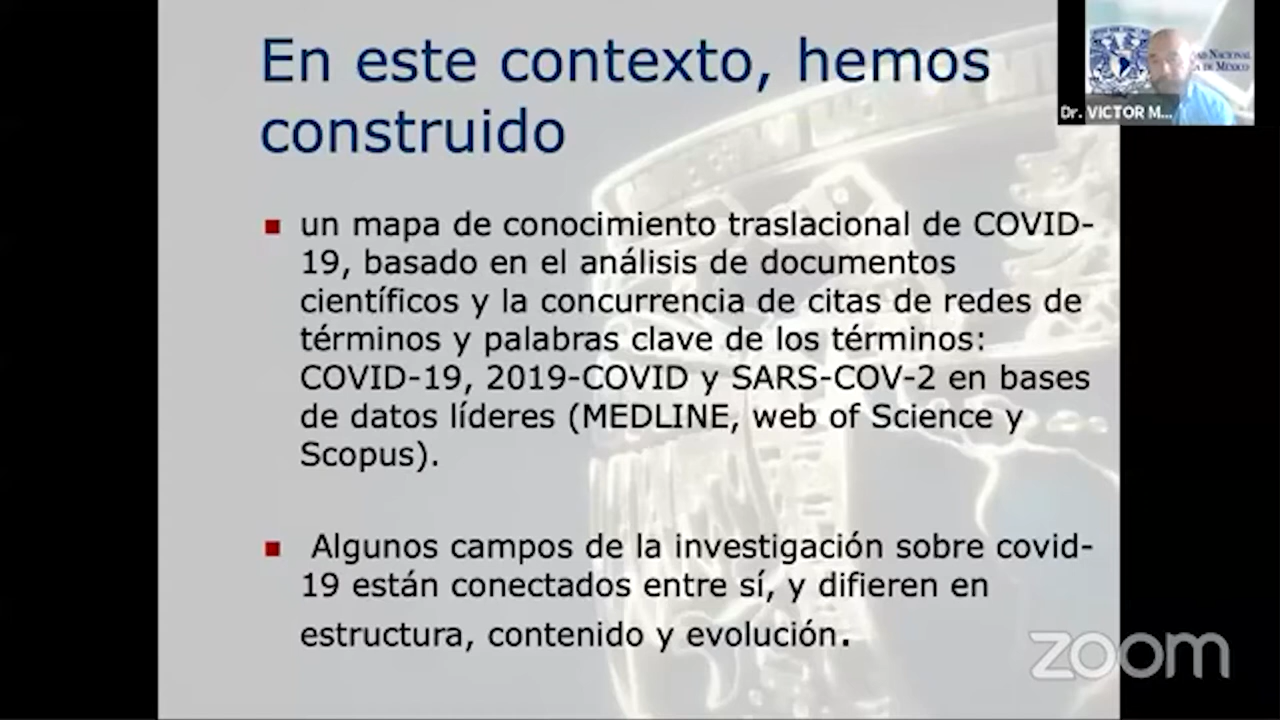 En este contexto, hemos
construido
un mapa de conocimiento traslacional de COVID-
19, basado en el análisis de documentos
científicos y la concurrencia de citas de redes de
términos y palabras clave de los términos:
COVID-19, 2019-COVID y SARS-COV-2 en bases
de datos líderes (MEDLINE, web of Science y
Scopus).
Algunos campos de la investigación sobre covid-
19 están conectados entre sí, y difieren en
estructura, contenido y evolución.
NACIONAL
DE MÉXICO
Dr. VICTOR M...
zoom